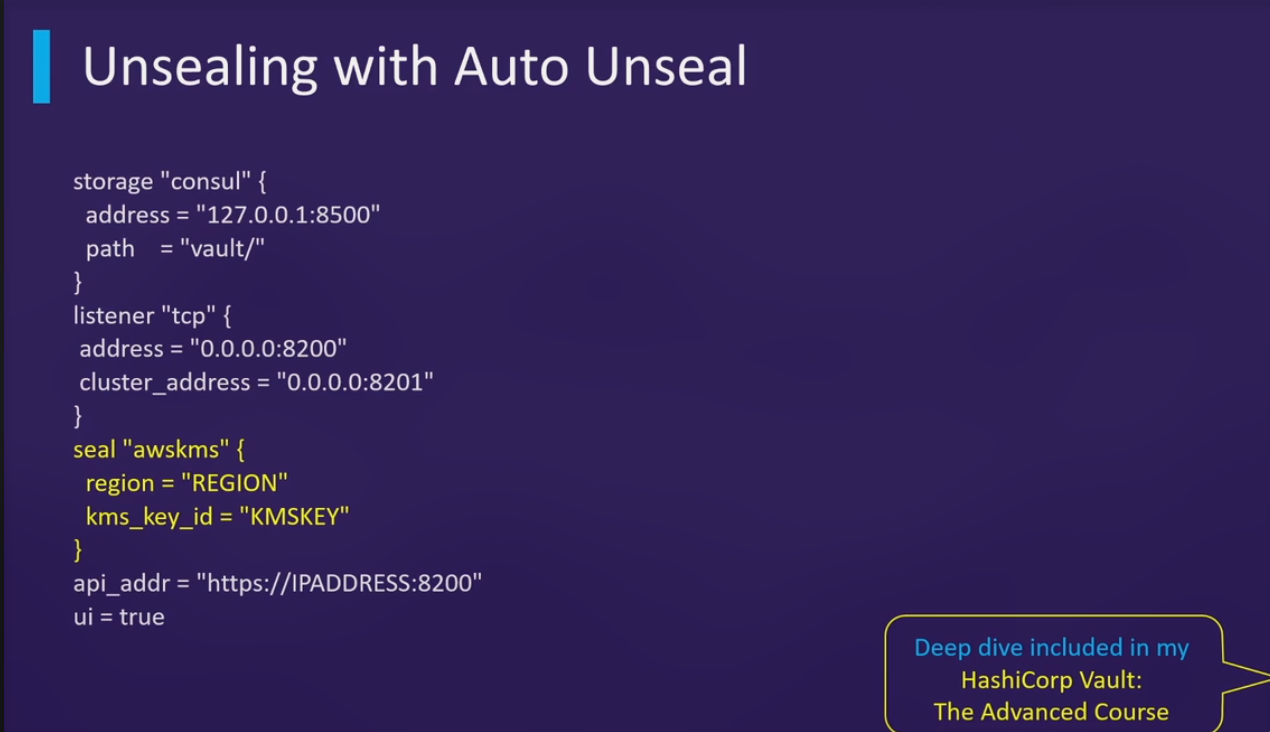 Unsealing with Auto Unseal
storage "consul" {
  address = "127.0.0.1:8500"
  path    = "vault/"
}
listener "tcp" {
 address = "0.0.0.0:8200"
 cluster_address = "0.0.0.0:8201"
}
seal "awskms" {
  region = "REGION"
  kms_key_id = "KMSKEY"
}
api_addr = "https://IPADDRESS:8200"
ui = true
Deep dive included in my
HashiCorp Vault:
The Advanced Course